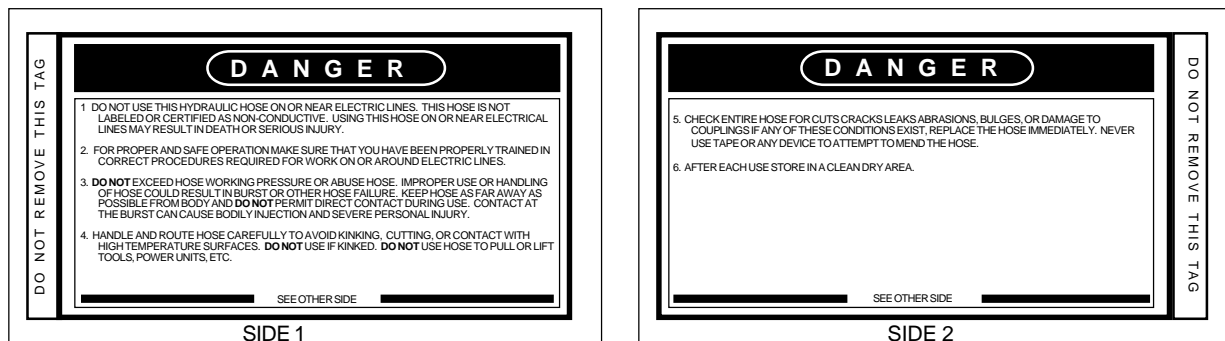 DO NOT REMOVE THIS TAG
DANGER
1 DO NOT USE THIS HYDRAULIC HOSE ON OR NEAR ELECTRIC LINES. THIS HOSE IS NOT
LABELED OR CERTIFIED AS NON-CONDUCTIVE. USING THIS HOSE ON OR NEAR ELECTRICAL
LINES MAY RESULT IN DEATH OR SERIOUS INJURY.
2. FOR PROPER AND SAFE OPERATION MAKE SURE THAT YOU HAVE BEEN PROPERLY TRAINED IN
CORRECT PROCEDURES REQUIRED FOR WORK ON OR AROUND ELECTRIC LINES.
3. DO NOT EXCEED HOSE WORKING PRESSURE OR ABUSE HOSE. IMPROPER USE OR HANDLING
OF HOSE COULD RESULT IN BURST OR OTHER HOSE FAILURE. KEEP HOSE AS FAR AWAY AS
POSSIBLE FROM BODY AND DO NOT PERMIT DIRECT CONTACT DURING USE. CONTACT AT
THE BURST CAN CAUSE BODILY INJECTION AND SEVERE PERSONAL INJURY.
4. HANDLE AND ROUTE HOSE CAREFULLY TO AVOID KINKING, CUTTING, OR CONTACT WITH
HIGH TEMPERATURE SURFACES. DO NOT USE IF KINKED. DO NOT USE HOSE TO PULL OR LIFT
TOOLS, POWER UNITS, ETC.
SEE OTHER SIDE
SIDE 1
DANGER
5. CHECK ENTIRE HOSE FOR CUTS CRACKS LEAKS ABRASIONS, BULGES, OR DAMAGE TO
COUPLINGS IF ANY OF THESE CONDITIONS EXIST, REPLACE THE HOSE IMMEDIATELY. NEVER
USE TAPE OR ANY DEVICE TO ATTEMPT TO MEND THE HOSE.
6. AFTER EACH USE STORE IN A CLEAN DRY AREA.
SEE OTHER SIDE
DO NOT REMOVE THIS TAG
SIDE 2